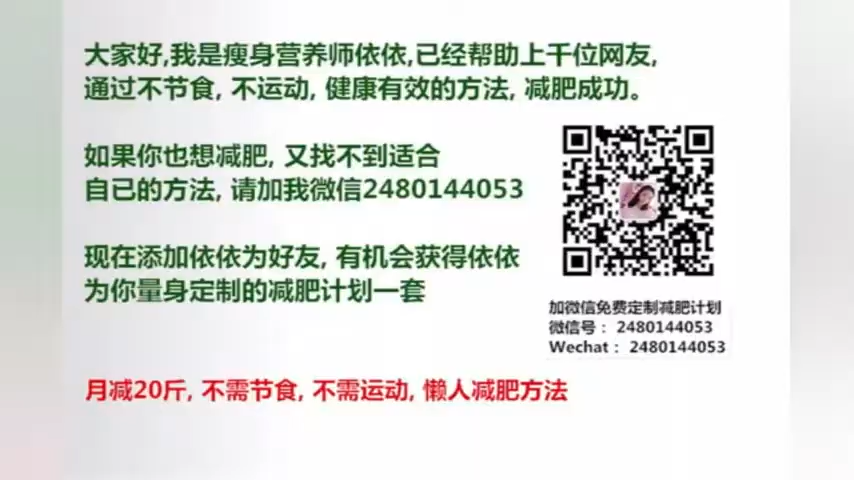 大家好,我是瘦身营养师依依,已经帮助上千位网友,
通过不节食, 不运动, 健康有效的方法, 减肥成功。
如果你也想减肥, 又找不到适合
自己的方法, 请加我微信2480144053
现在添加依依为好友, 有机会获得依依
为你量身定制的减肥计划一套
加微信免费定制减肥计划
微信号： 2480144053
Wechat： 2480144053
月减20斤, 不需节食, 不需运动, 懒人减肥方法